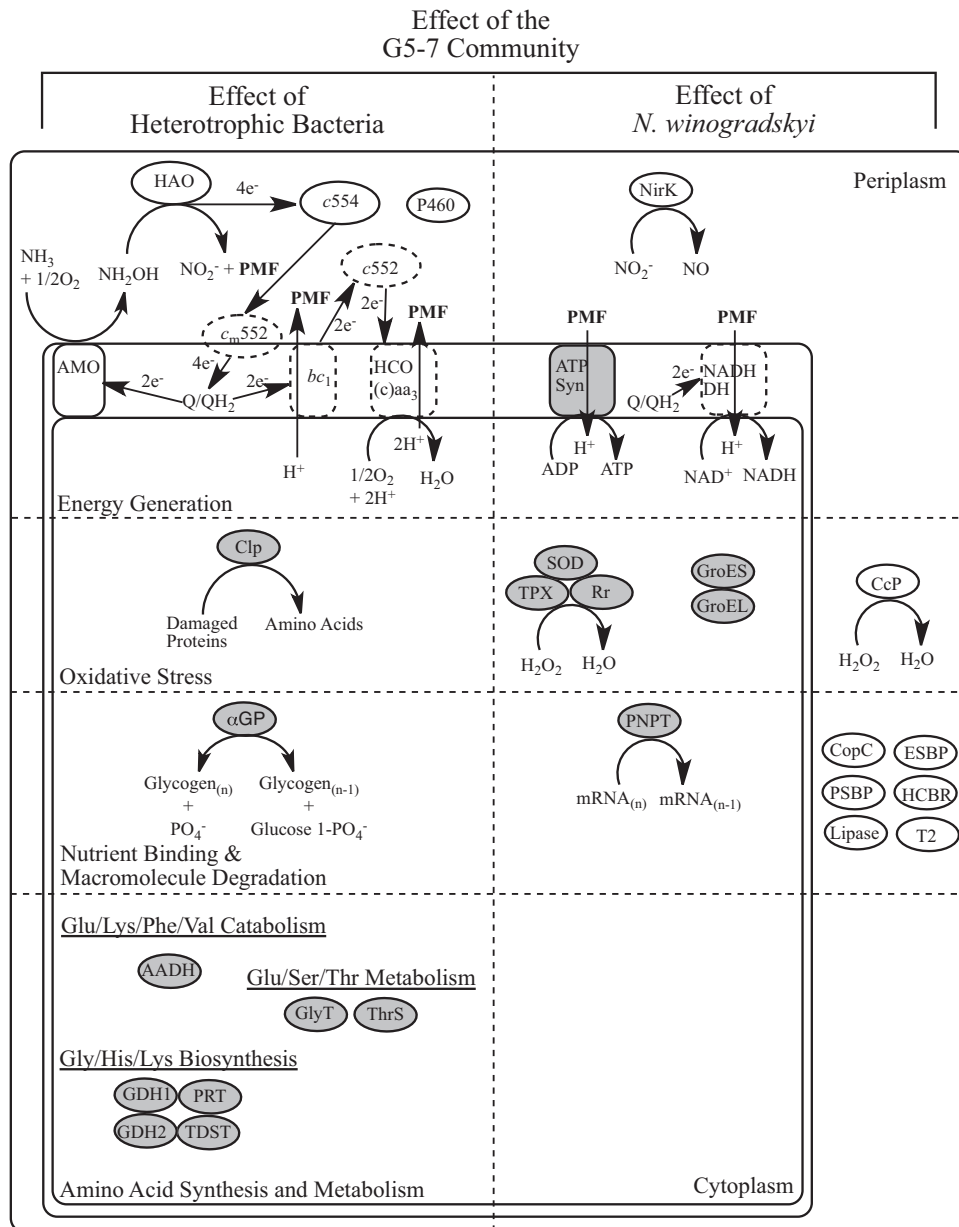 Effect of the
G5-7 Community
Effect of
Heterotrophic Bacteria
Effect of
N. winogradskyi
Periplasm
HAO
4e-
c554
P460
NH3
+ 1/2O2
NH2OH
NO2- + PMF
c552
PMF
2e-
2e-
PMF
cm552
4e-
AMO
2e-
Q/QH2
2e-
bc1
HCO
(c)aa3
2H+
H+
1/2O2
+ 2H+
H2O
NirK
NO2-
NO
PMF
PMF
ATP
Syn
2e-
Q/QH2
NADH
DH
H+
ADP
ATP
H+
NAD+
NADH
Energy Generation
Clp
Damaged
Proteins
Amino Acids
SOD
TPX
Rr
H2O2
H2O
GroES
GroEL
CcP
H2O2
H2O
Oxidative Stress
αGP
Glycogen(n)
+
PO4-
Glycogen(n-1)
+
Glucose 1-PO4-
PNPT
mRNA(n)
mRNA(n-1)
CopC
ESBP
PSBP
HCBR
Lipase
T2
Nutrient Binding &
Macromolecule Degradation
Glu/Lys/Phe/Val Catabolism
AADH
Glu/Ser/Thr Metabolism
GlyT
ThrS
Gly/His/Lys Biosynthesis
GDH1
PRT
GDH2
TDST
Amino Acid Synthesis and Metabolism
Cytoplasm